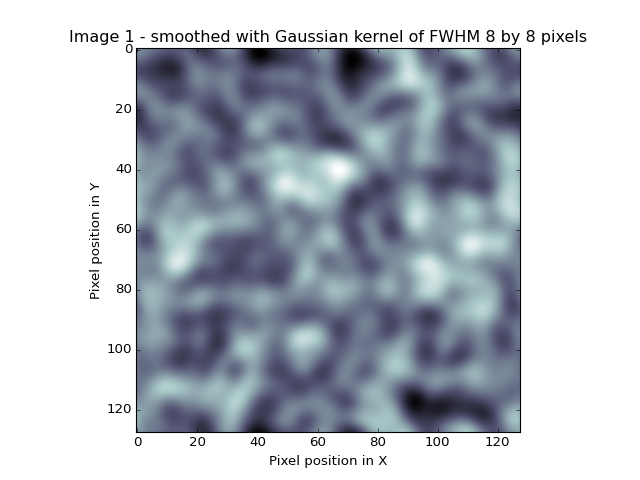 Image 1 - smoothed with Gaussian kernel of FWHM 8 by 8 pixels
0
20
40
60
80
100
120
Pixel position in Y
0 20 40 60 80 100 120
Pixel position in X